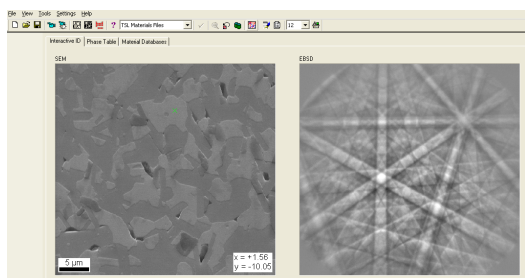 File View Tools Settings Help
? TSL Materials Files 12
Interactive ID Phase Table Material Databases
SEM EBSD
5 µm
x = +1.56
y = -10.05